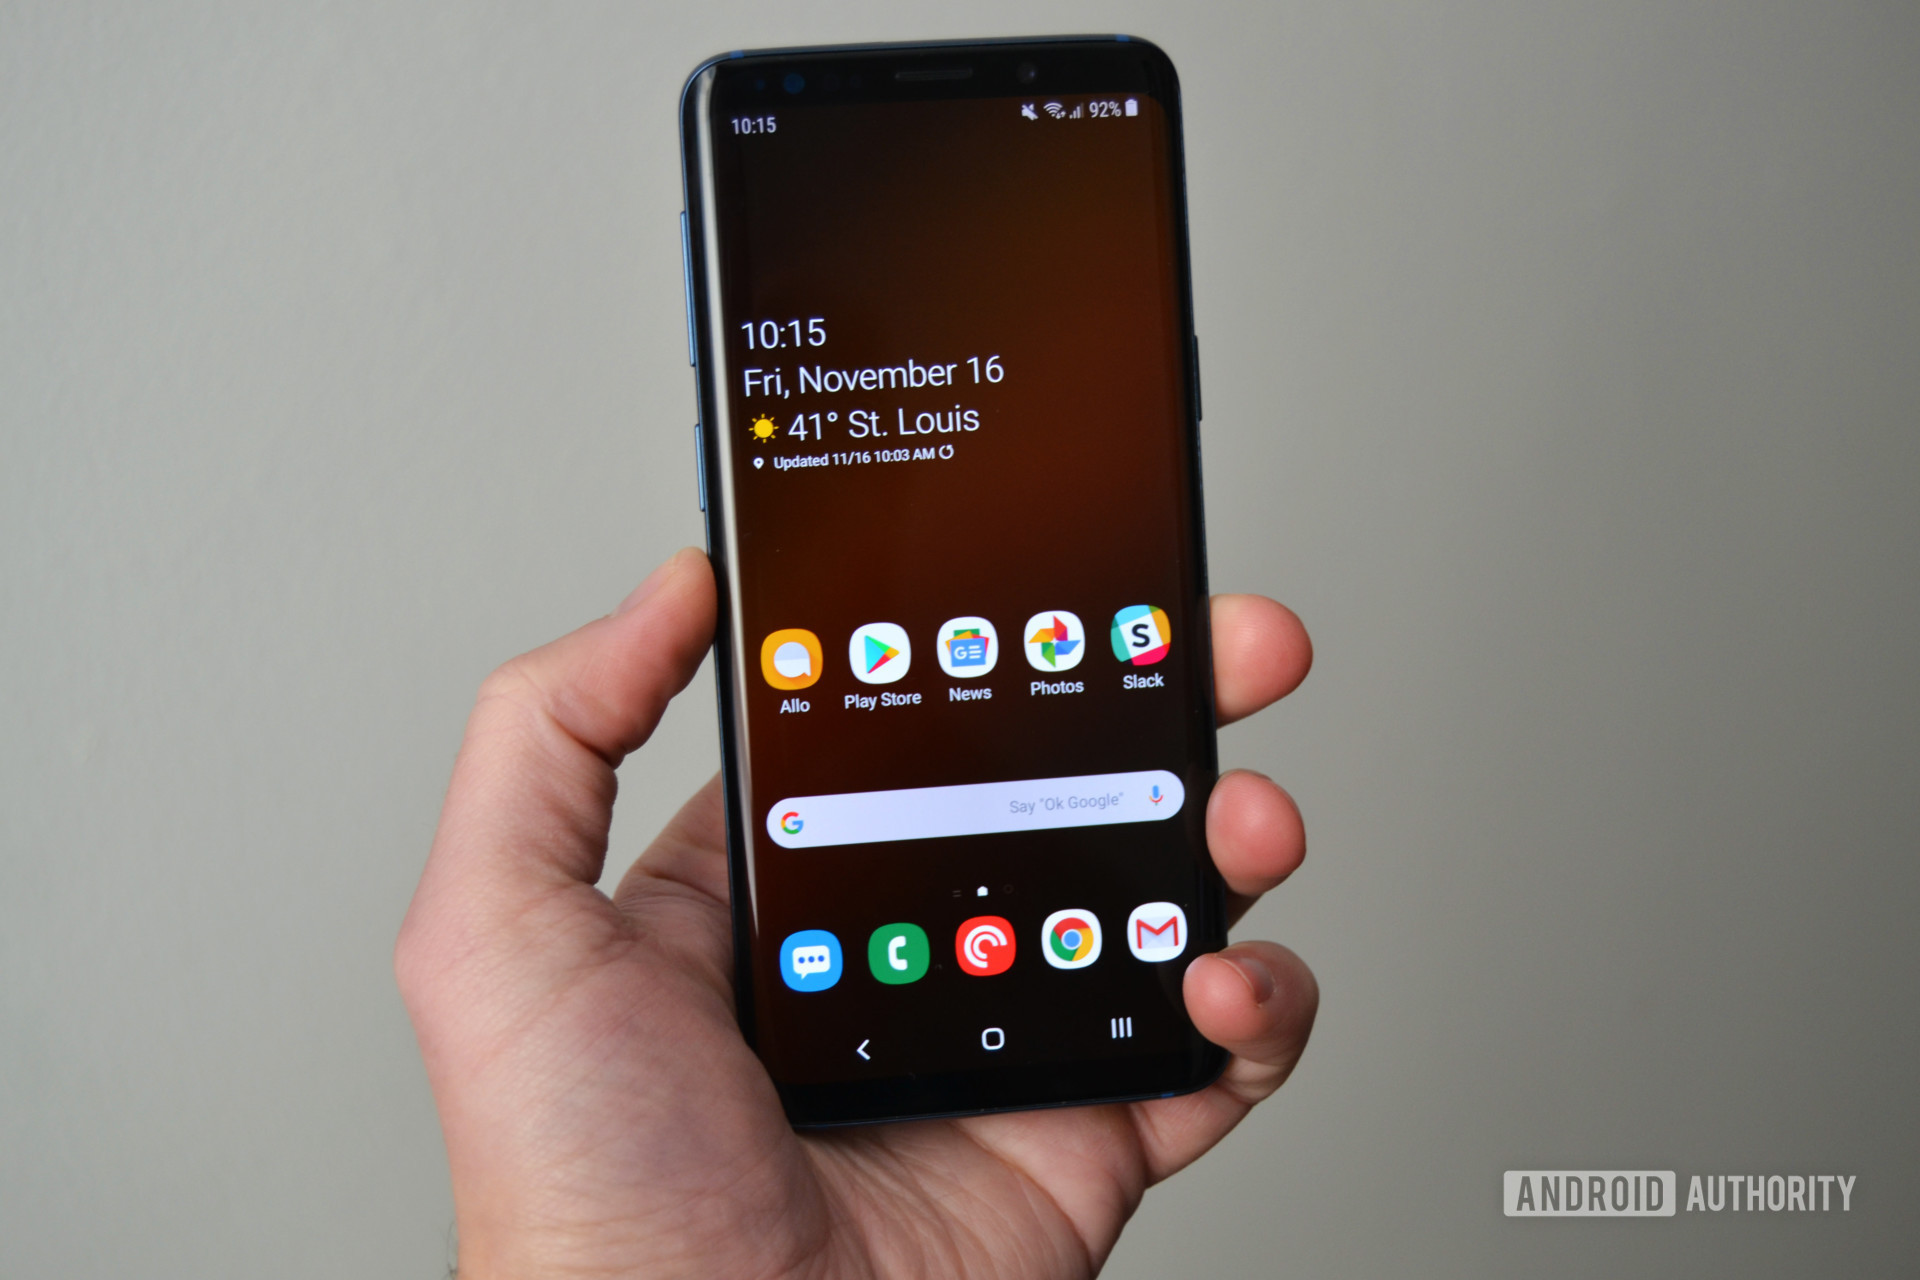 10:15 92%
10:15
Fri, November 16
41° St. Louis
Updated 11/16 10:03 AM
Allo Play Store News Photos Slack
Say "Ok Google"
ANDROID AUTHORITY